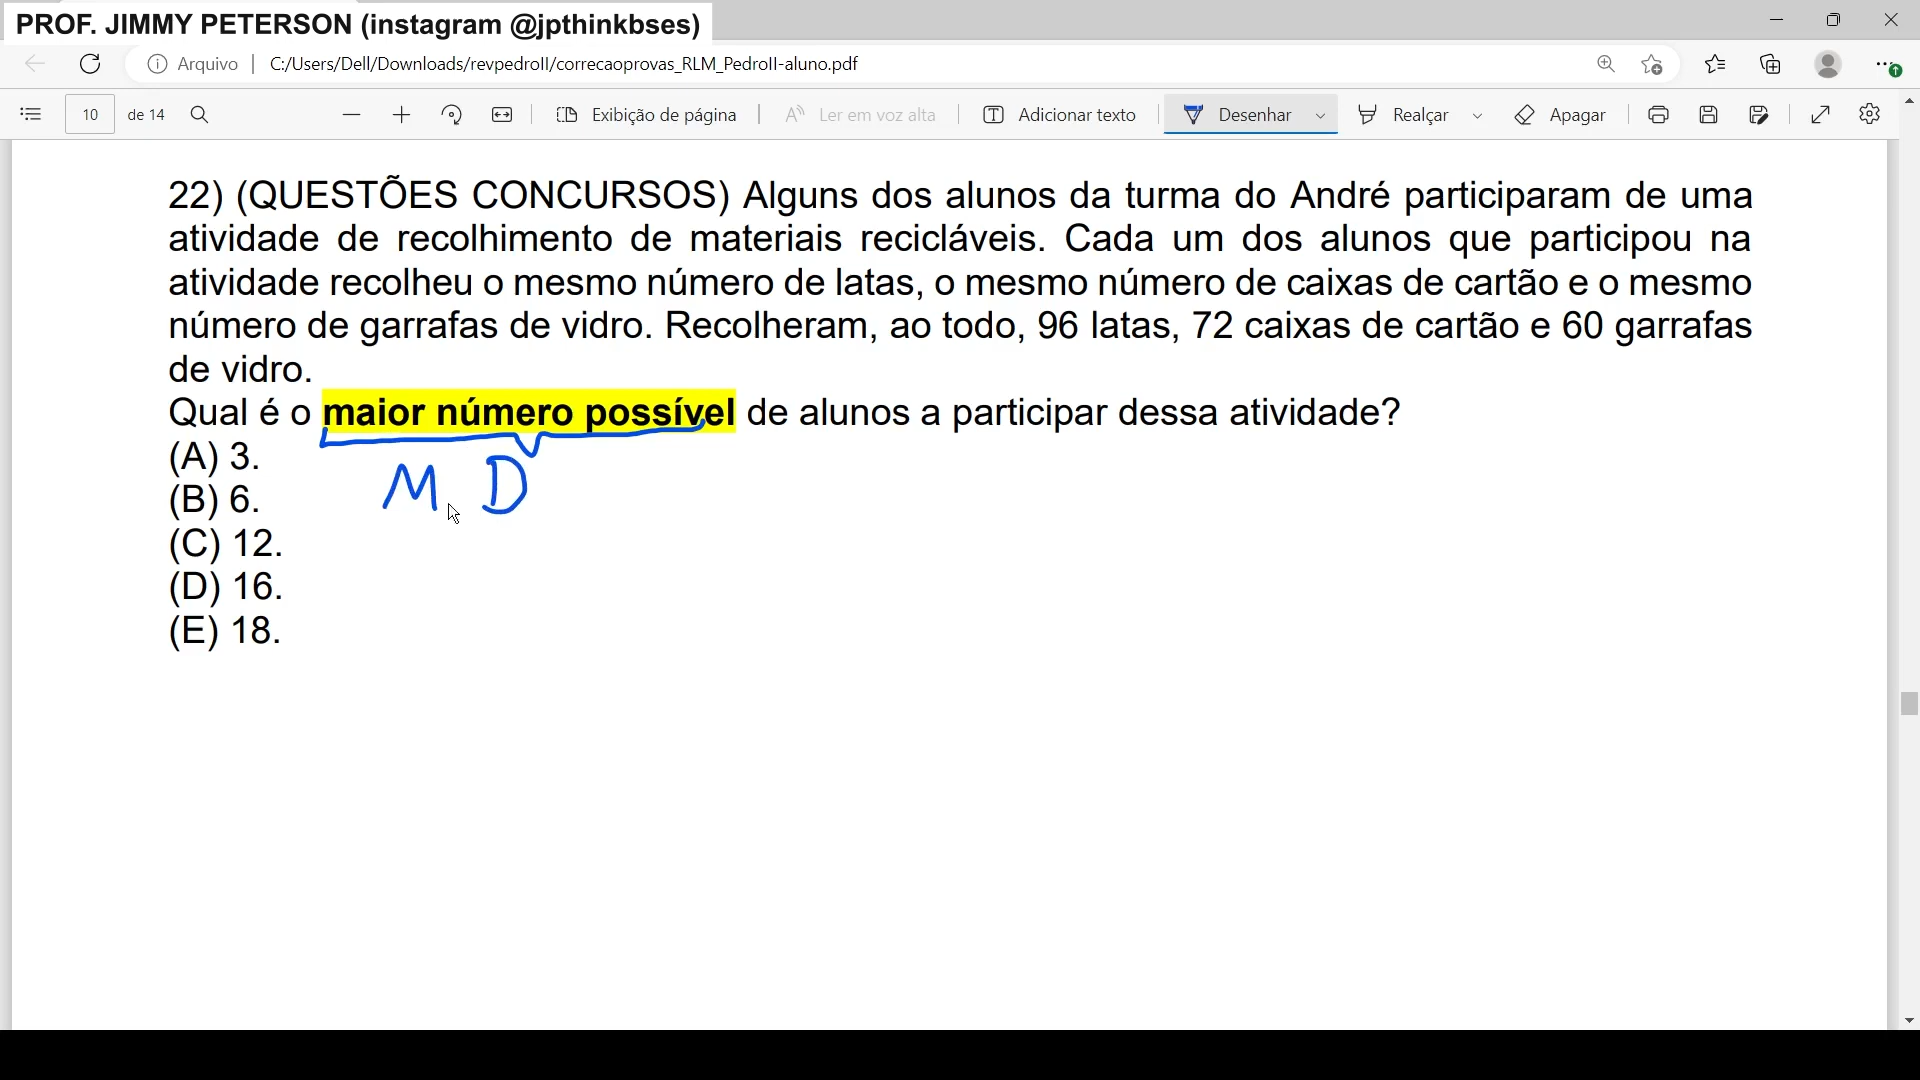 PROF. JIMMY PETERSON (instagram @jpthinkbses)
Arquivo C:/Users/Dell/Downloads/revpedroII/correcaoprovas_RLM_PedroII-aluno.pdf
10 de 14 Exibição de página Ler em voz alta Adicionar texto Desenhar Realçar Apagar
22) (QUESTÕES CONCURSOS) Alguns dos alunos da turma do André participaram de uma
atividade de recolhimento de materiais recicláveis. Cada um dos alunos que participou na
atividade recolheu o mesmo número de latas, o mesmo número de caixas de cartão e o mesmo
número de garrafas de vidro. Recolheram, ao todo, 96 latas, 72 caixas de cartão e 60 garrafas
de vidro.
Qual é o maior número possível de alunos a participar dessa atividade?
(A) 3.
M D
(B) 6.
(C) 12.
(D) 16.
(E) 18.